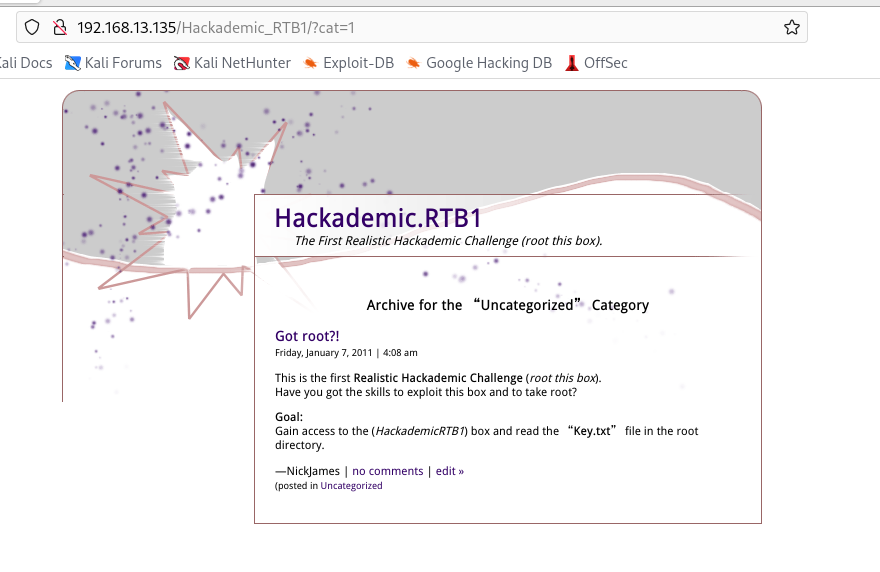 192.168.13.135/Hackademic_RTB1/?cat=1
Kali Docs Kali Forums Kali NetHunter Exploit-DB Google Hacking DB OffSec
Hackademic.RTB1
The First Realistic Hackademic Challenge (root this box).
Archive for the “Uncategorized” Category
Got root?!
Friday, January 7, 2011 | 4:08 am
This is the first Realistic Hackademic Challenge (root this box).
Have you got the skills to exploit this box and to take root?
Goal:
Gain access to the (HackademicRTB1) box and read the “Key.txt” file in the root
directory.
—NickJames | no comments | edit »
(posted in Uncategorized